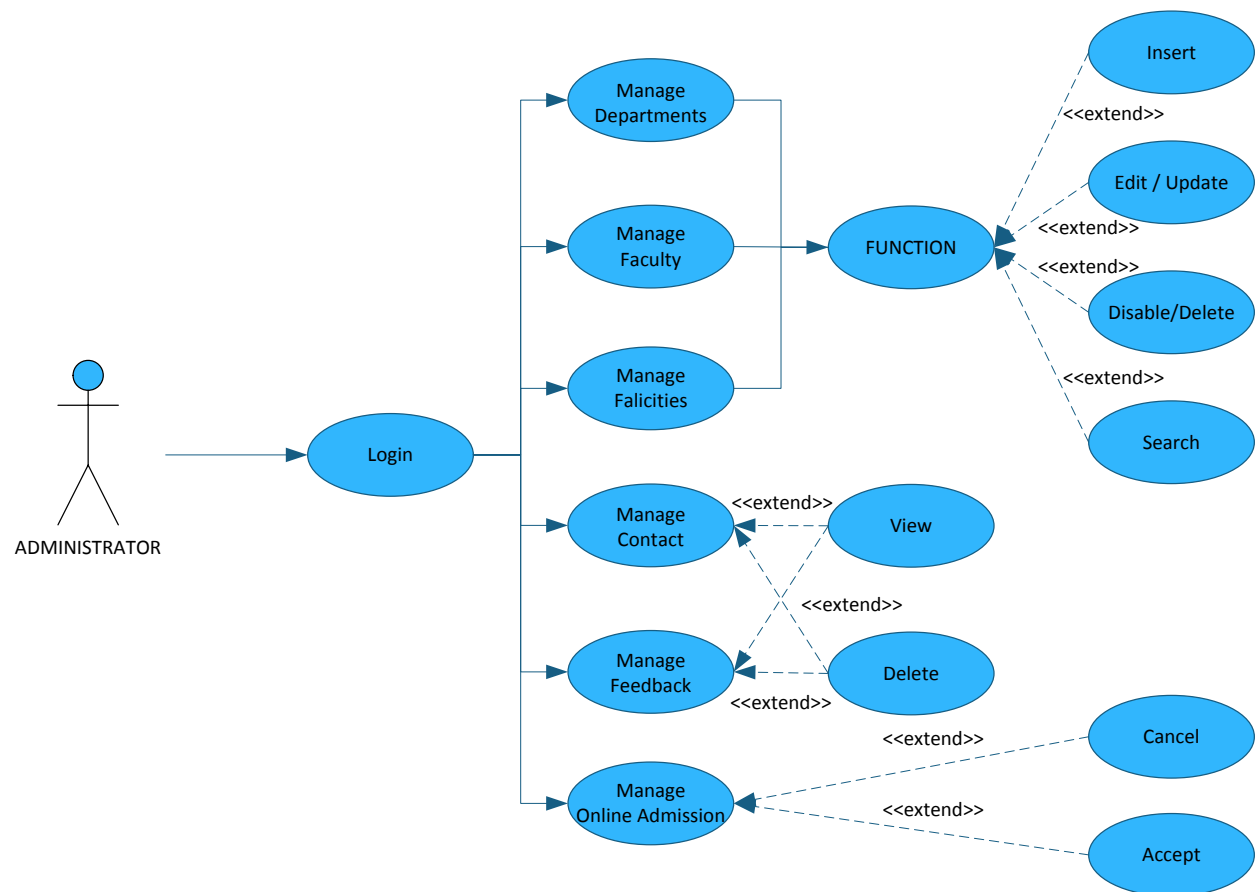 Insert
Manage
Departments
<<extend>>
Edit / Update
<<extend>>
Manage
Faculty
FUNCTION
<<extend>>
Disable/Delete
Manage
Falicities
<<extend>>
Login
Search
<<extend>>
Manage
Contact
View
ADMINISTRATOR
<<extend>>
Manage
Feedback
Delete
<<extend>>
<<extend>>
Cancel
Manage
Online Admission
<<extend>>
Accept